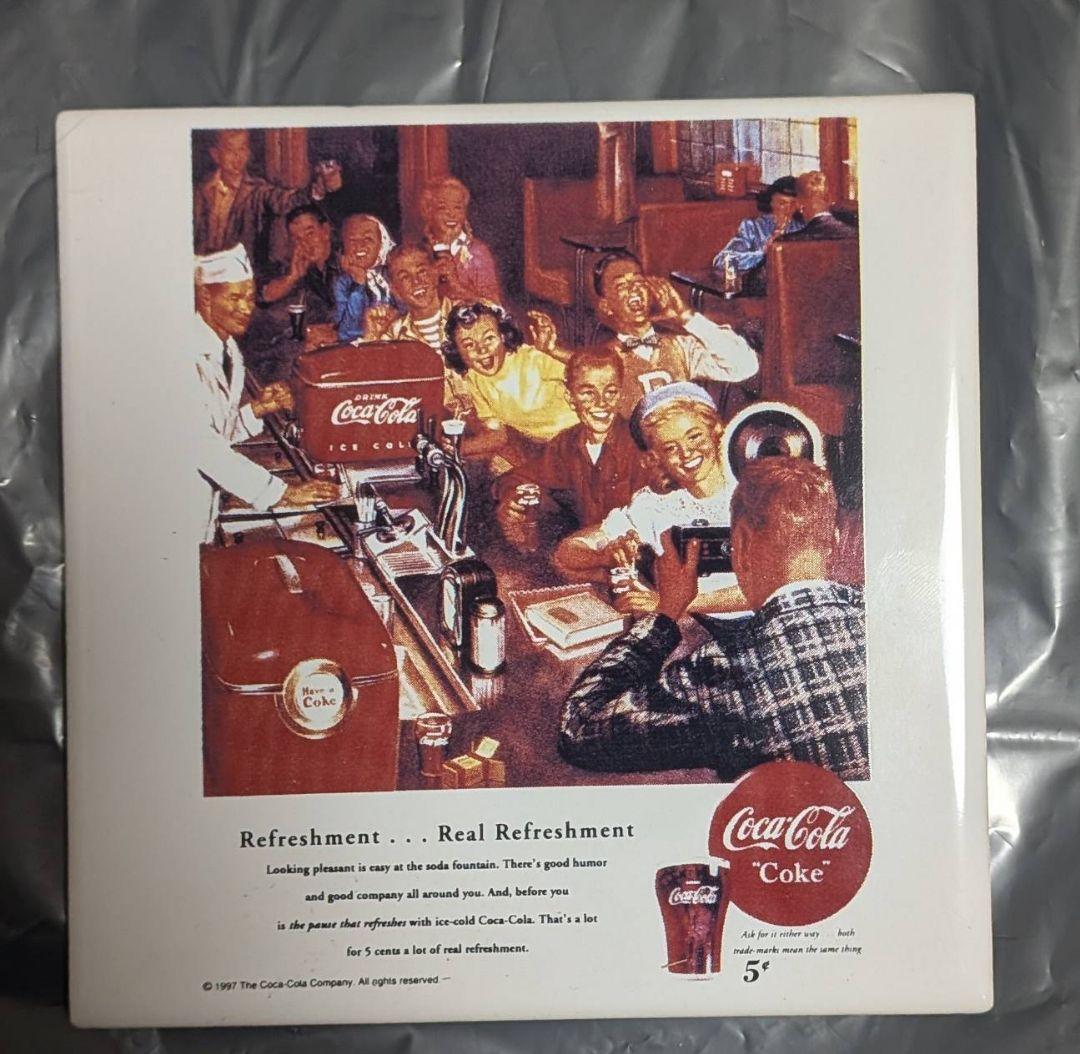 DRINK
Coca-Cola
ICE COLD
R
Have a
Coke
Coca-Cola
Refreshment . . . Real Refreshment
Looking pleasant is easy at the soda fountain. There's good humor
and good company all around you. And, before you
is the pause that refreshes with ice-cold Coca-Cola. That's a lot
for 5 cents a lot of real refreshment.
© 1997 The Coca-Cola Company. All oghis reserved.
Coca-Cola
"Coke"
Coca-Cola
Ask for it either way . . . both
trade-marks mean the same thing
5¢